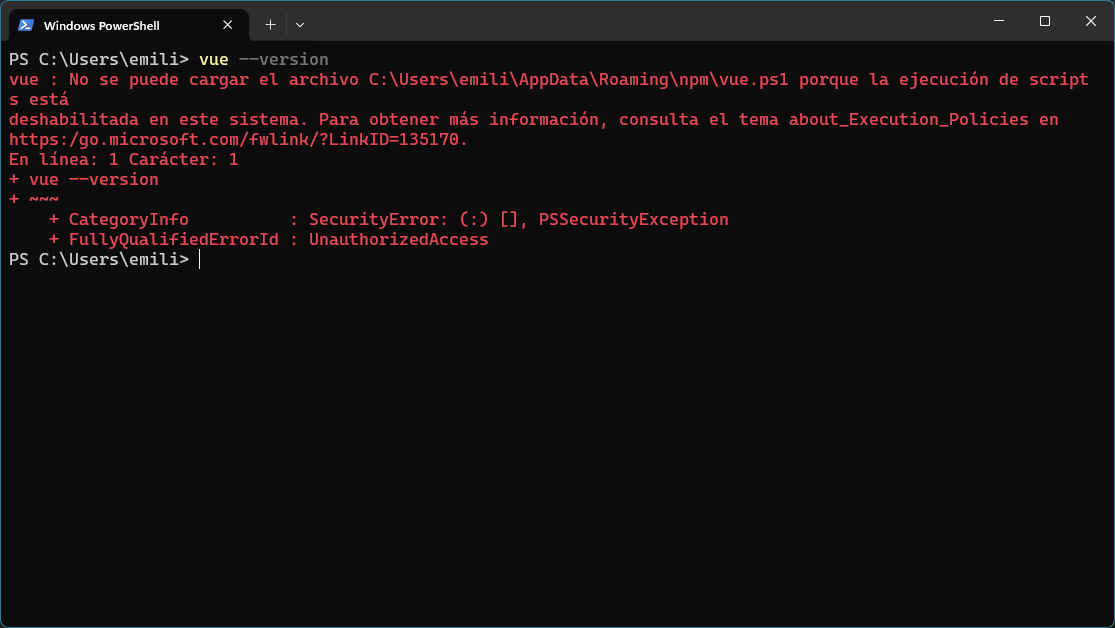 Windows PowerShell
PS C:\Users\emili> vue --version
vue : No se puede cargar el archivo C:\Users\emili\AppData\Roaming\npm\vue.ps1 porque la ejecución de script
s está
deshabilitada en este sistema. Para obtener más información, consulta el tema about_Execution_Policies en
https:/go.microsoft.com/fwlink/?LinkID=135170.
En línea: 1 Carácter: 1
+ vue --version
+ ~~~
    + CategoryInfo          : SecurityError: (:) [], PSSecurityException
    + FullyQualifiedErrorId : UnauthorizedAccess
PS C:\Users\emili>